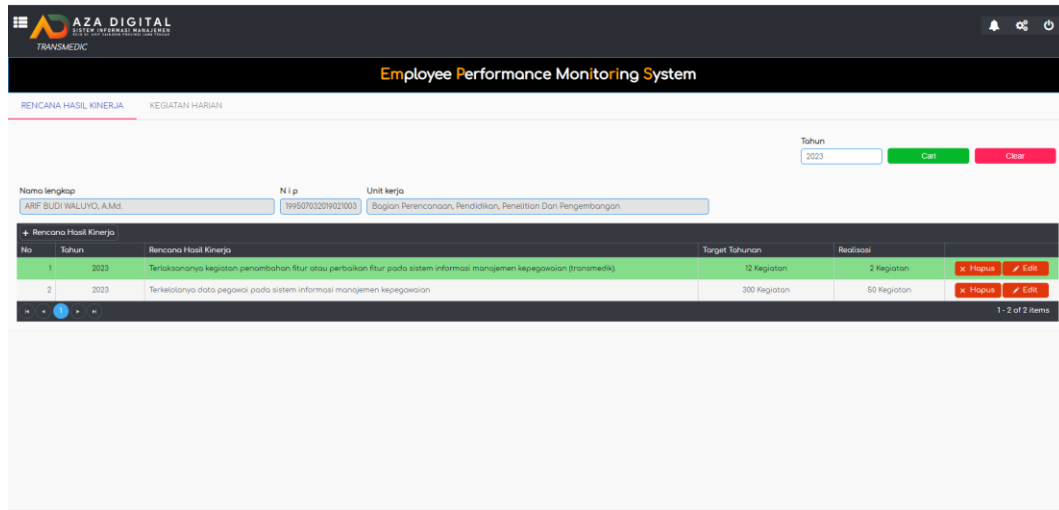 AZA DIGITAL
SISTEM INFORMASI MANAJEMEN
TRANSMEDIC
Employee Performance Monitoring System
RENCANA HASIL KINERJA KEGIATAN HARIAN
Tahun
2023 Cari Clear
Nama lengkap N i p Unit kerja
ARIF BUDI WALUYO, A.Md. 199507032019021003 Bagian Perencanaan, Pendidikan, Penelitian Dan Pengembangan
+ Rencana Hasil Kinerja
No Tahun Rencana Hasil Kinerja Target Tahunan Realisasi
1 2023 Terlaksananya kegiatan penambahan fitur atau perbaikan fitur pada sistem informasi manajemen kepegawaian (transmedik). 12 Kegiatan 2 Kegiatan x Hapus Edit
2 2023 Terkelolanya data pegawai pada sistem informasi manajemen kepegawaian 300 Kegiatan 50 Kegiatan x Hapus Edit
1 1 - 2 of 2 items